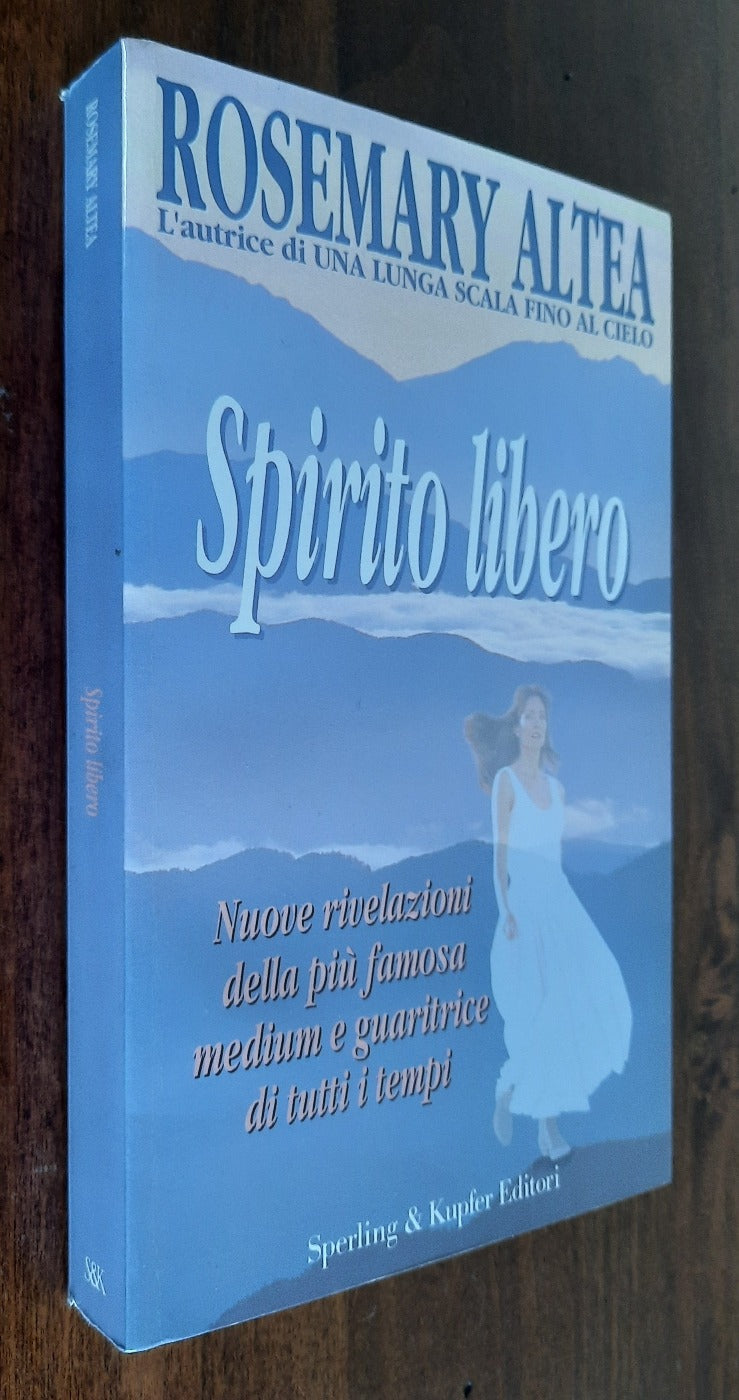 ROSEMARY ALTEA
L'autrice di UNA LUNGA SCALA FINO AL CIELO
Spirito libero
Nuove rivelazioni
della più famosa
medium e guaritrice
di tutti i tempi
Sperling & Kupfer Editori
ROSEMARY ALTEA
Spirito libero
S&K